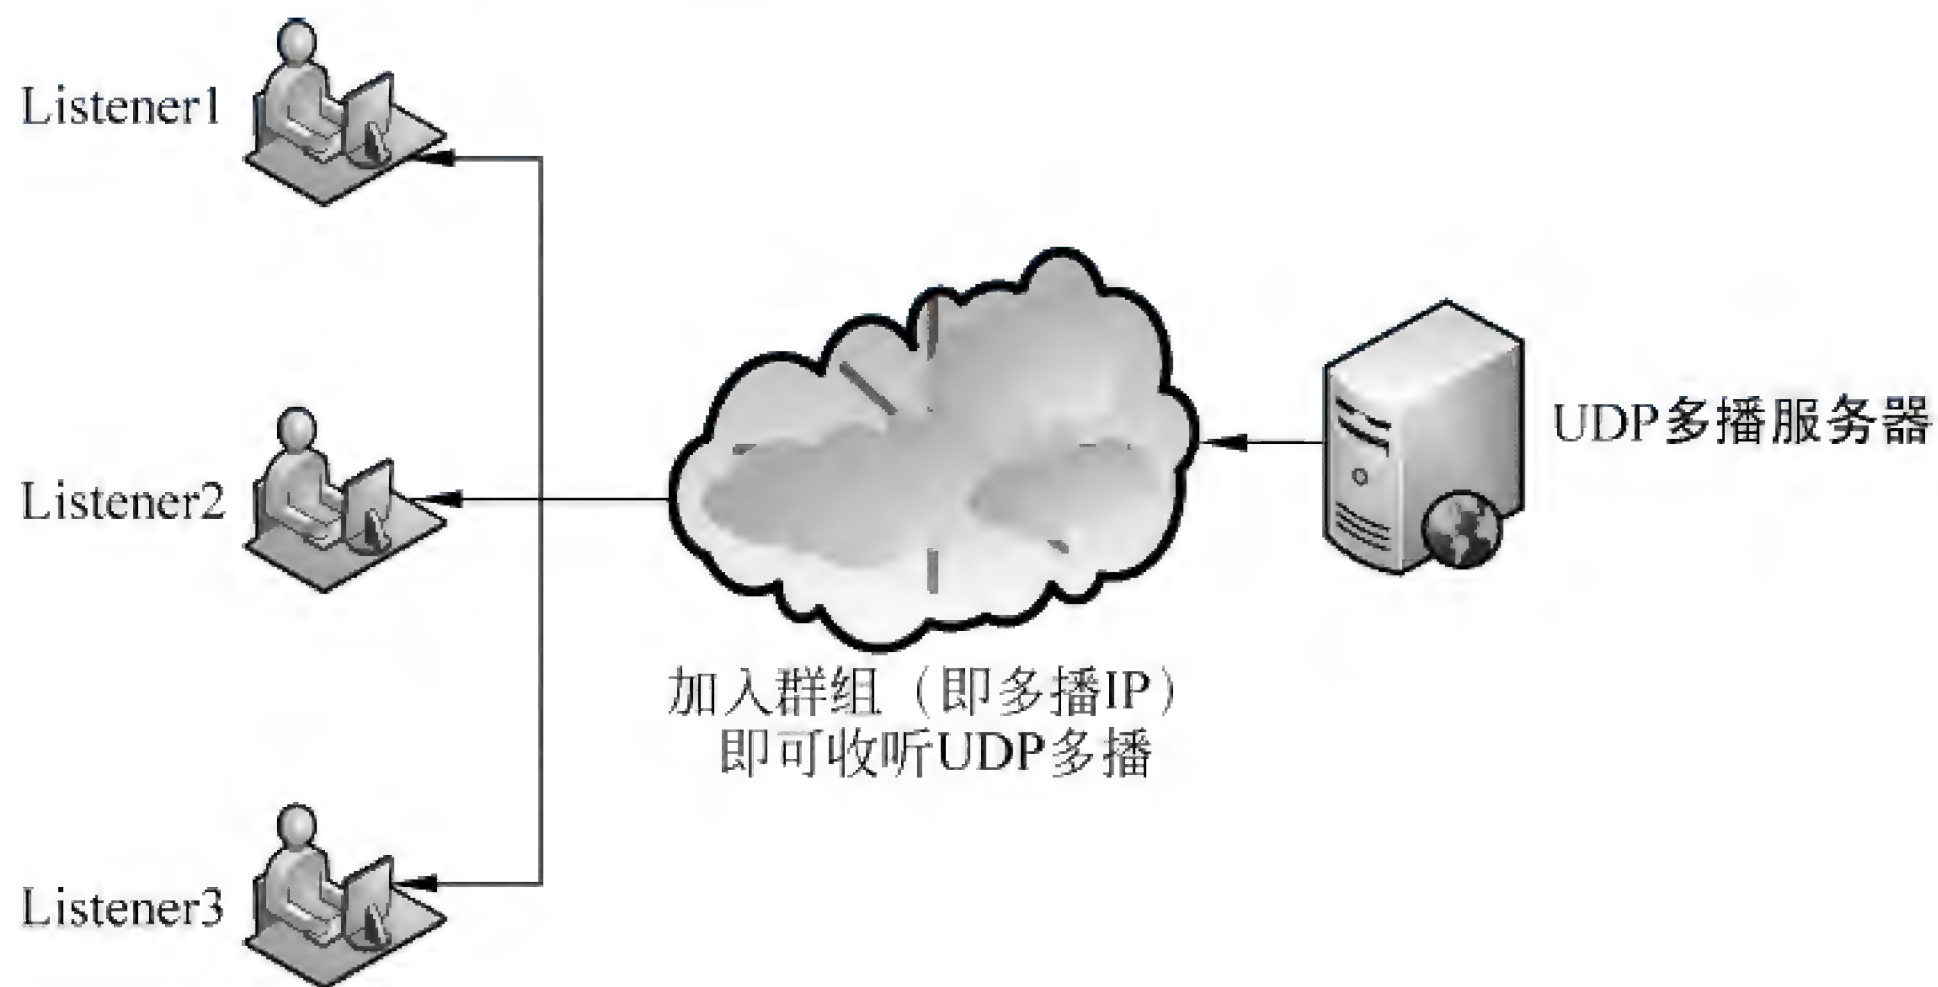 Listener1
UDP多播服务器
Listener2
加入群组（即多播IP）
即可收听UDP多播
Listener3